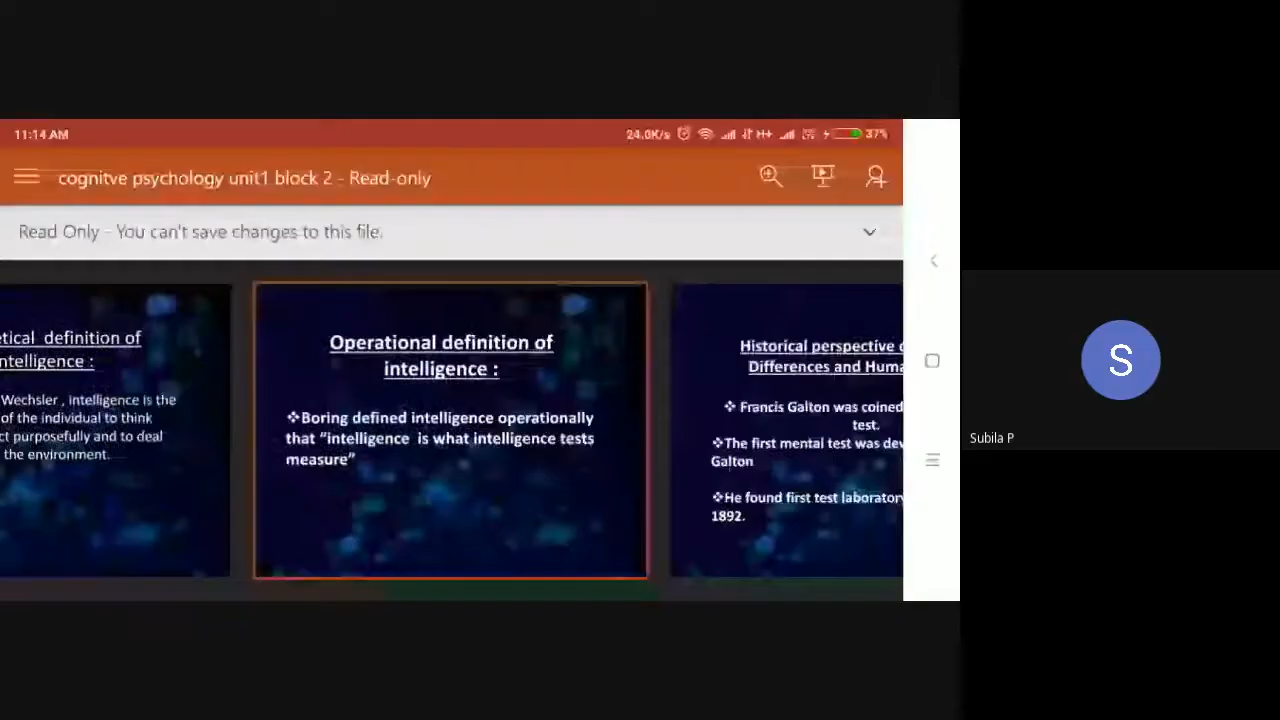 11:14 AM
24.0K/s
37%
cognitve psychology unit1 block 2 - Read-only
Read Only - You can't save changes to this file.
etical definition of
ntelligence :
Wechsler , intelligence is the
of the individual to think
ct purposefully and to deal
the environment.
Operational definition of
intelligence :
❖Boring defined intelligence operationally
that “intelligence is what intelligence tests
measure”
Historical perspective
Differences and Huma
❖ Francis Galton was coined
test.
❖The first mental test was dev
Galton
❖He found first test laborator
1892.
S
Subila P